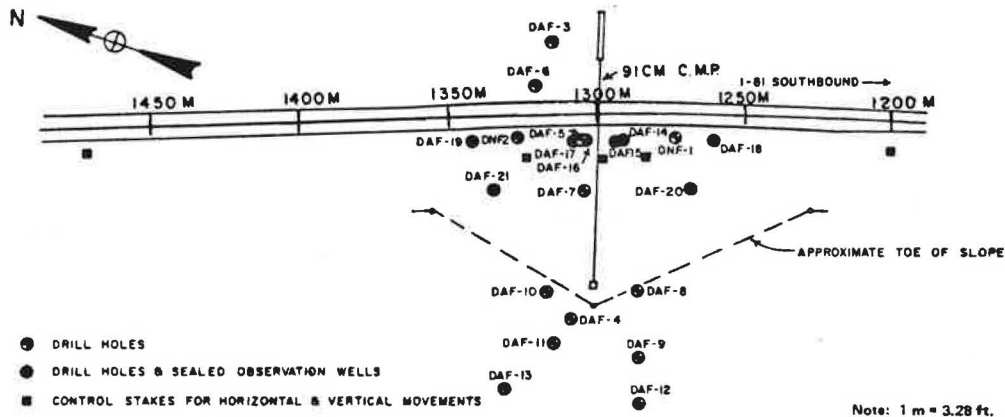 N
DAF-3
DAF-6
91CM C.M.P.
I-81 SOUTHBOUND
1450 M
1400 M
1350M
1300M
1250M
1200 M
DAF-19
DNF2
DAF-5
DAF-14
DAF-17
DAF15
DNF-1
DAF-18
DAF-16
DAF-21
DAF-7
DAF-20
APPROXIMATE TOE OF SLOPE
DAF-10
DAF-8
DAF-4
DRILL HOLES
DAF-11
DAF-9
DRILL HOLES & SEALED OBSERVATION WELLS
DAF-13
DAF-12
CONTROL STAKES FOR HORIZONTAL & VERTICAL MOVEMENTS
Note: 1 m = 3.28 ft.